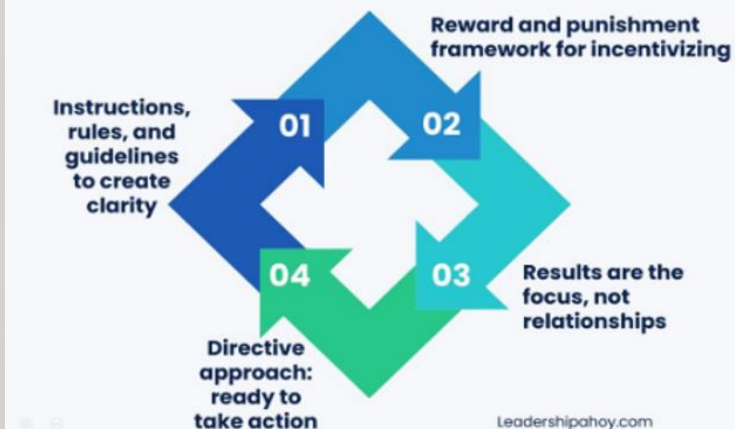 Reward and punishment
framework for incentivizing
Instructions,
rules, and
guidelines
to create
clarity
01
02
04
03
Results are the
focus, not
relationships
Directive
approach:
ready to
take action
Leadershipahoy.com